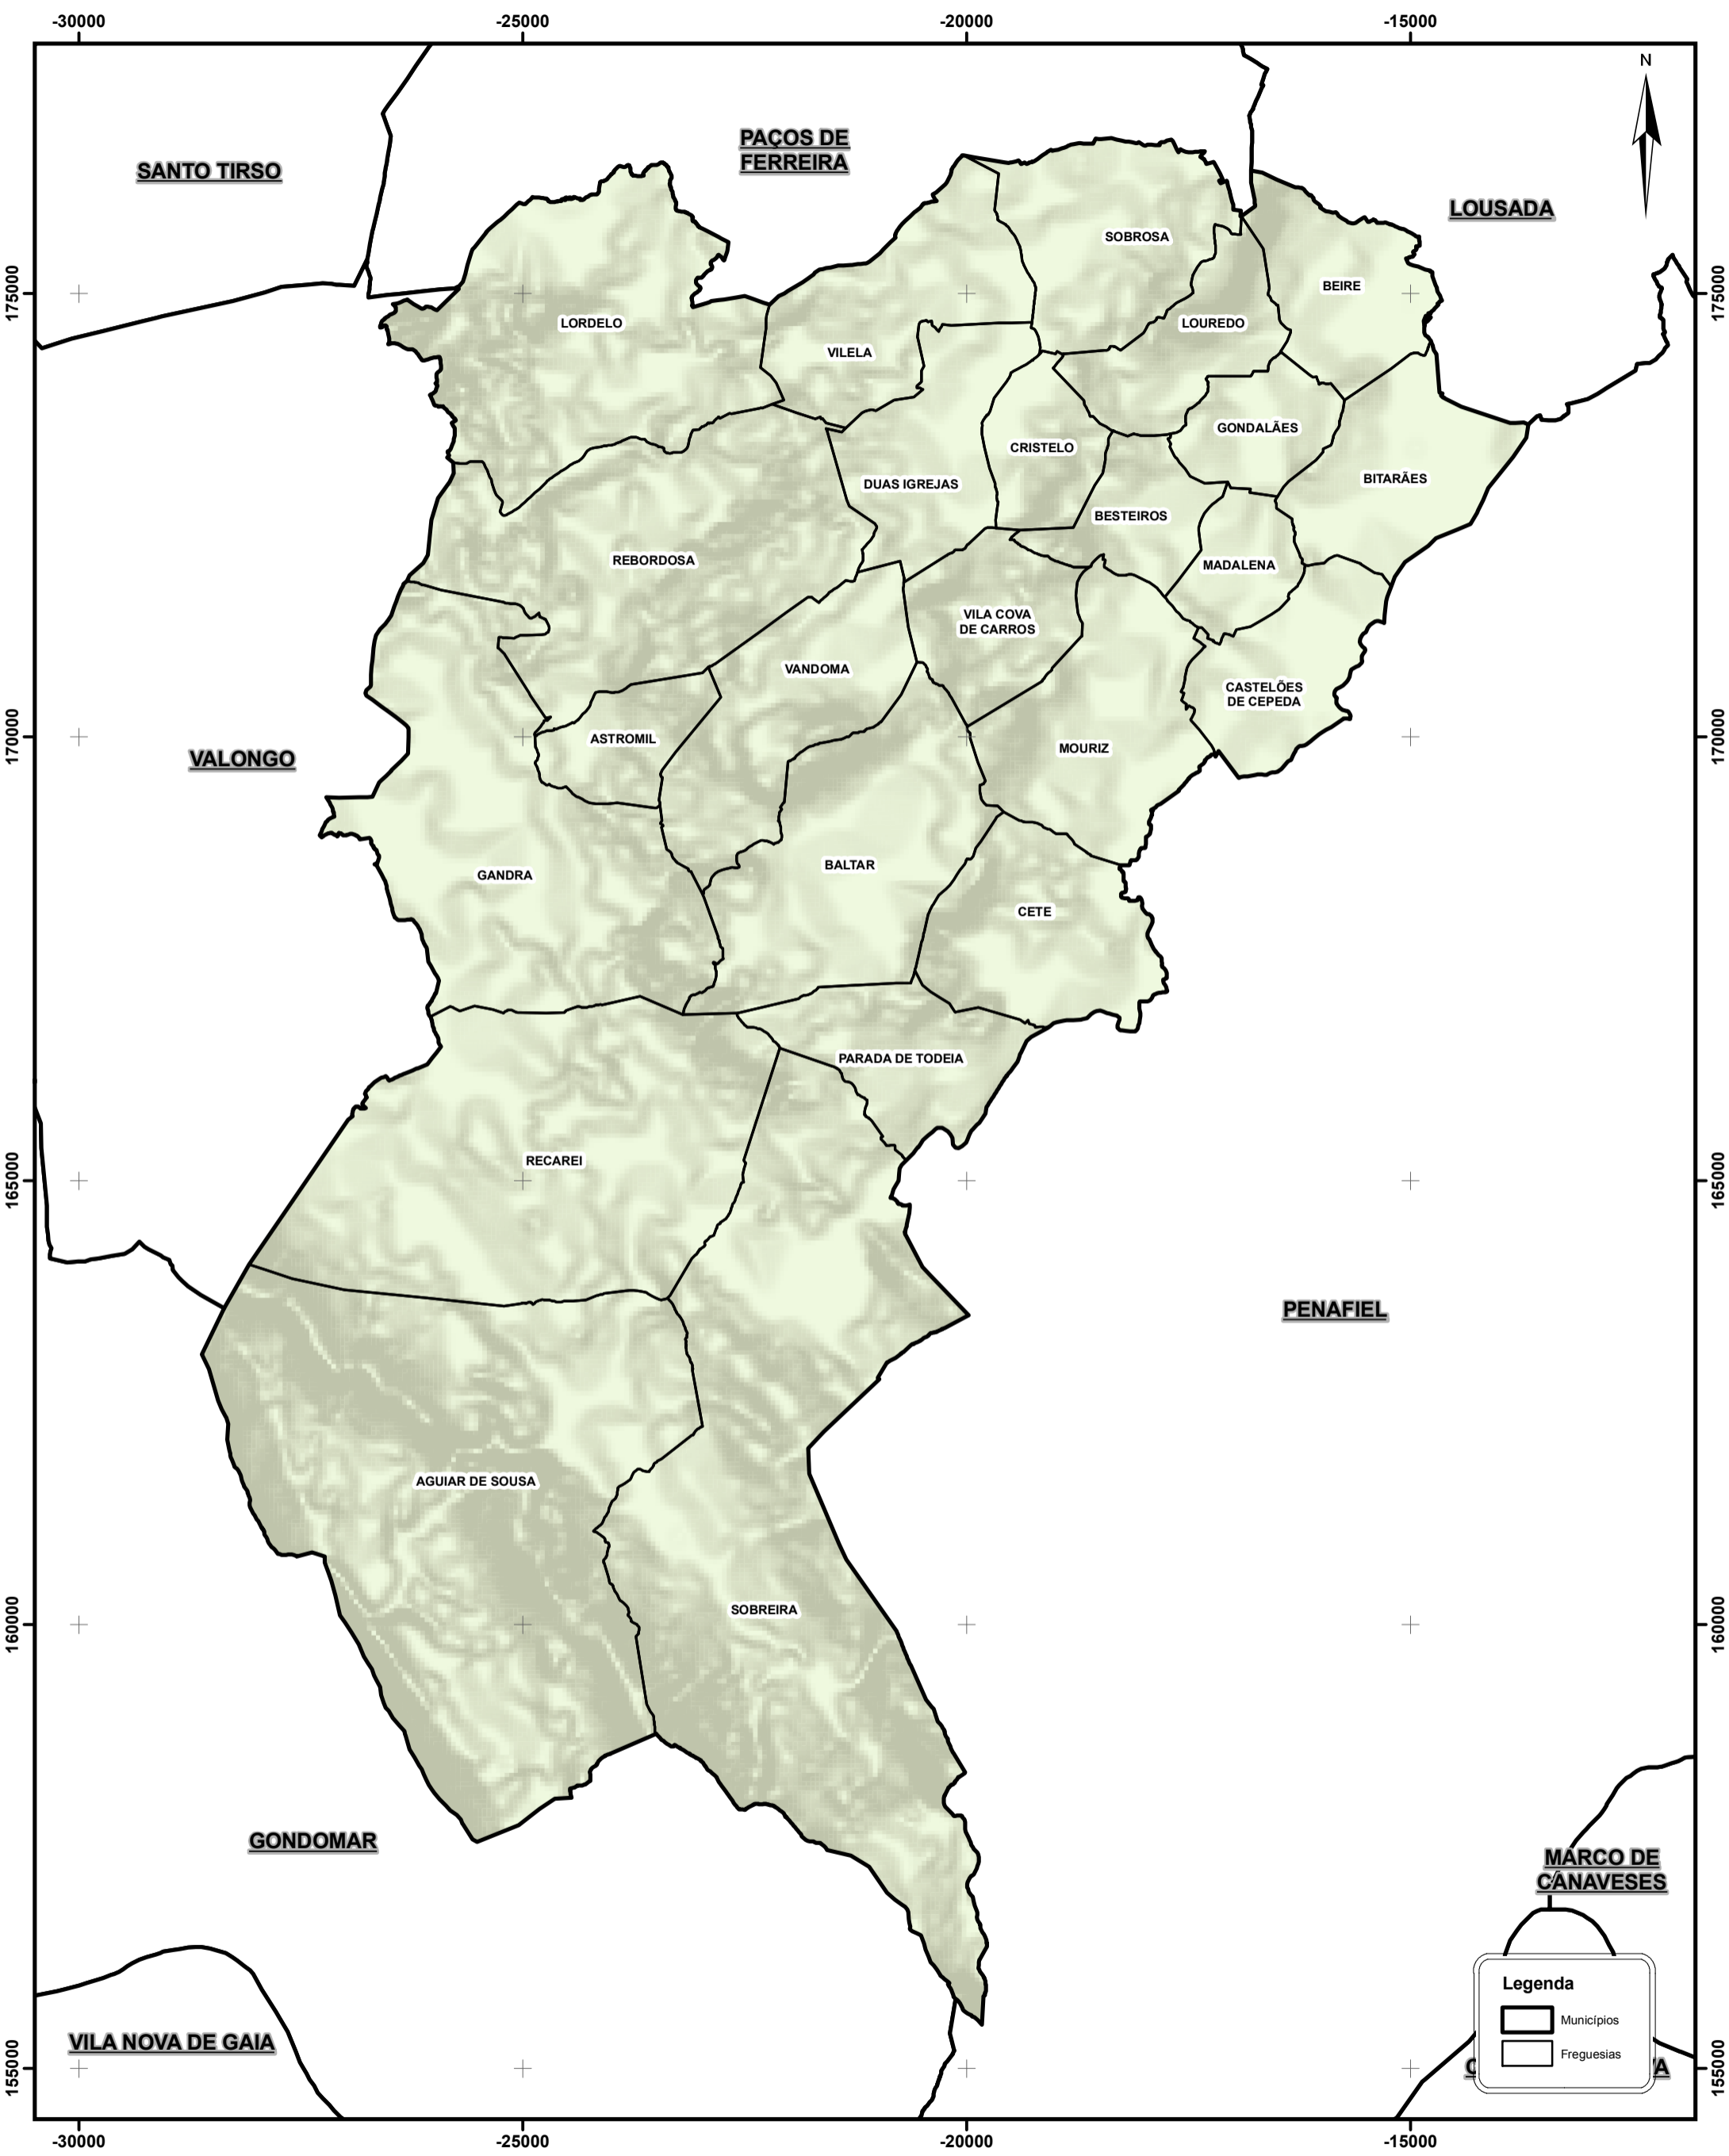 -30000
-25000
-20000
-15000
N
PAÇOS DE
FERREIRA
SANTO TIRSO
LOUSADA
SOBROSA
BEIRE
175000
175000
LORDELO
LOUREDO
VILELA
GONDALÃES
CRISTELO
BITARÃES
DUAS IGREJAS
BESTEIROS
REBORDOSA
MADALENA
VILA COVA
DE CARROS
VANDOMA
CASTELÕES
DE CEPEDA
170000
170000
ASTROMIL
MOURIZ
VALONGO
BALTAR
GANDRA
CETE
PARADA DE TODEIA
RECAREI
165000
165000
PENAFIEL
AGUIAR DE SOUSA
SOBREIRA
160000
160000
GONDOMAR
MARCO DE
CANAVESES
Legenda
Municípios
Freguesias
VILA NOVA DE GAIA
155000
155000
-30000
-25000
-20000
-15000